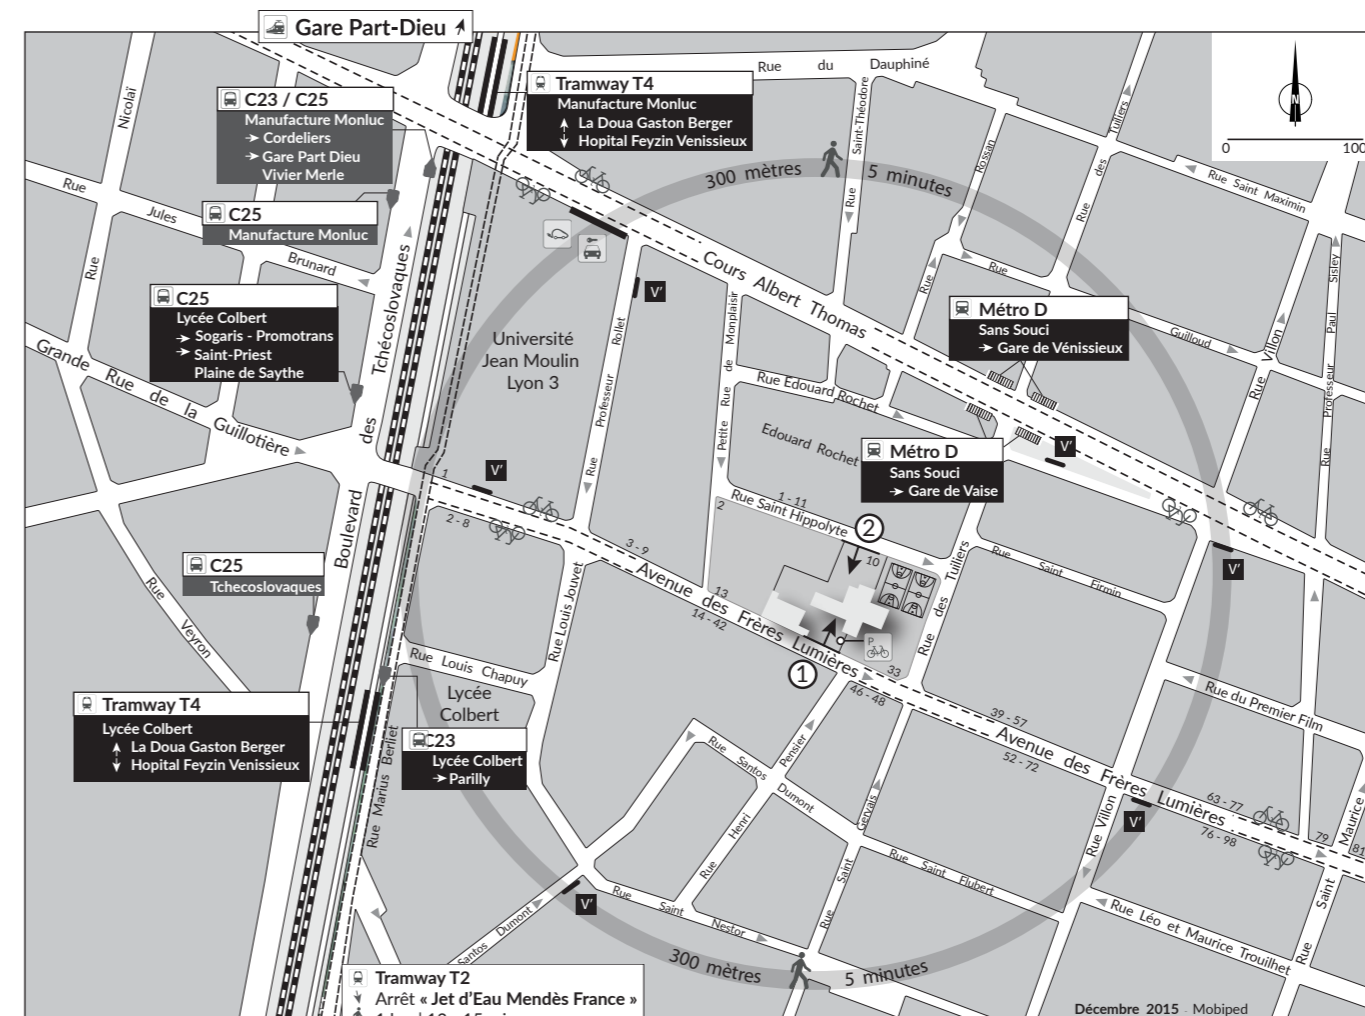 Gare Part-Dieu
C23 / C25
Manufacture Monluc
Cordeliers
Gare Part Dieu
Vivier Merle
Tramway T4
Manufacture Monluc
La Doua Gaston Berger
Hopital Feyzin Venissieux
C25
Manufacture Monluc
C25
Lycée Colbert
Sogaris - Promotrans
Saint-Priest
Plaine de Saythe
Rue du Dauphiné
N
0 100
300 mètres 5 minutes
Rue Nicolaï
Rue Jules Brunard
Rue Saint-Théodore
Rue Rossan
Rue des Tuiliers
Rue Saint Maximin
Cours Albert Thomas
Rue Guilloud
Rue Villon
Rue Professeur Paul Sisley
Métro D
Sans Souci
Gare de Vénissieux
Université
Jean Moulin
Lyon 3
Rue Professeur Rollet
Petite Rue de Monplaisir
V'
Grande Rue de la Guillotière
Boulevard des Tchécoslovaques
Rue Edouard Rochet
Edouard Rochet
Métro D
Sans Souci
Gare de Vaise
V'
V'
1
2 - 8
3 - 9
2
1 - 11
Rue Saint Hippolyte
2
10
Rue Saint Firmin
V'
C25
Tchecoslovaques
Rue Veyron
Rue Louis Jouvet
Avenue des Frères Lumières
13
14 - 42
Rue des Tuiliers
P
1
33
46 - 48
Rue Louis Chapuy
Lycée
Colbert
Rue du Premier Film
Tramway T4
Lycée Colbert
La Doua Gaston Berger
Hopital Feyzin Venissieux
C23
Lycée Colbert
Parilly
Rue Marius Berliet
39 - 57
Avenue des Frères Lumières
52 - 72
63 - 77
76 - 98
79
81
Rue Santos Dumont
Rue Henri Pensier
Rue Saint Gervais
Rue Saint Flubert
Rue Villon
V'
Rue Saint Maurice
V'
Rue Saint Nestor
Santos Dumont
Rue Léo et Maurice Trouilhet
300 mètres 5 minutes
Tramway T2
Arrêt « Jet d'Eau Mendès France »
Décembre 2015 - Mobiped